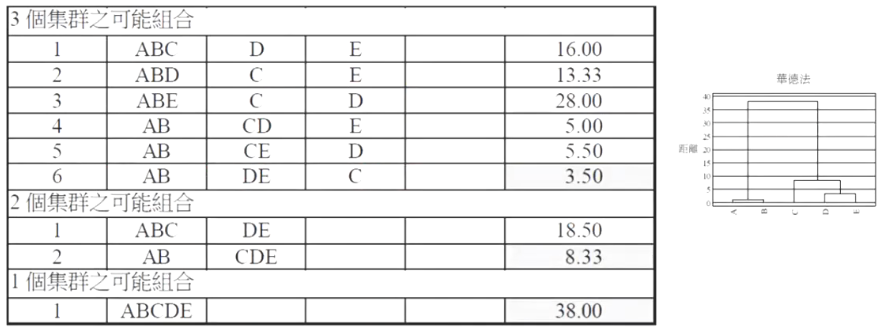 3 個集群之可能組合
1 ABC D E 16.00
2 ABD C E 13.33
3 ABE C D 28.00
4 AB CD E 5.00
5 AB CE D 5.50
6 AB DE C 3.50
2 個集群之可能組合
1 ABC DE 18.50
2 AB CDE 8.33
1 個集群之可能組合
1 ABCDE 38.00
華德法
距離
40
35
30
25
20
15
10
5
0
A B C D E